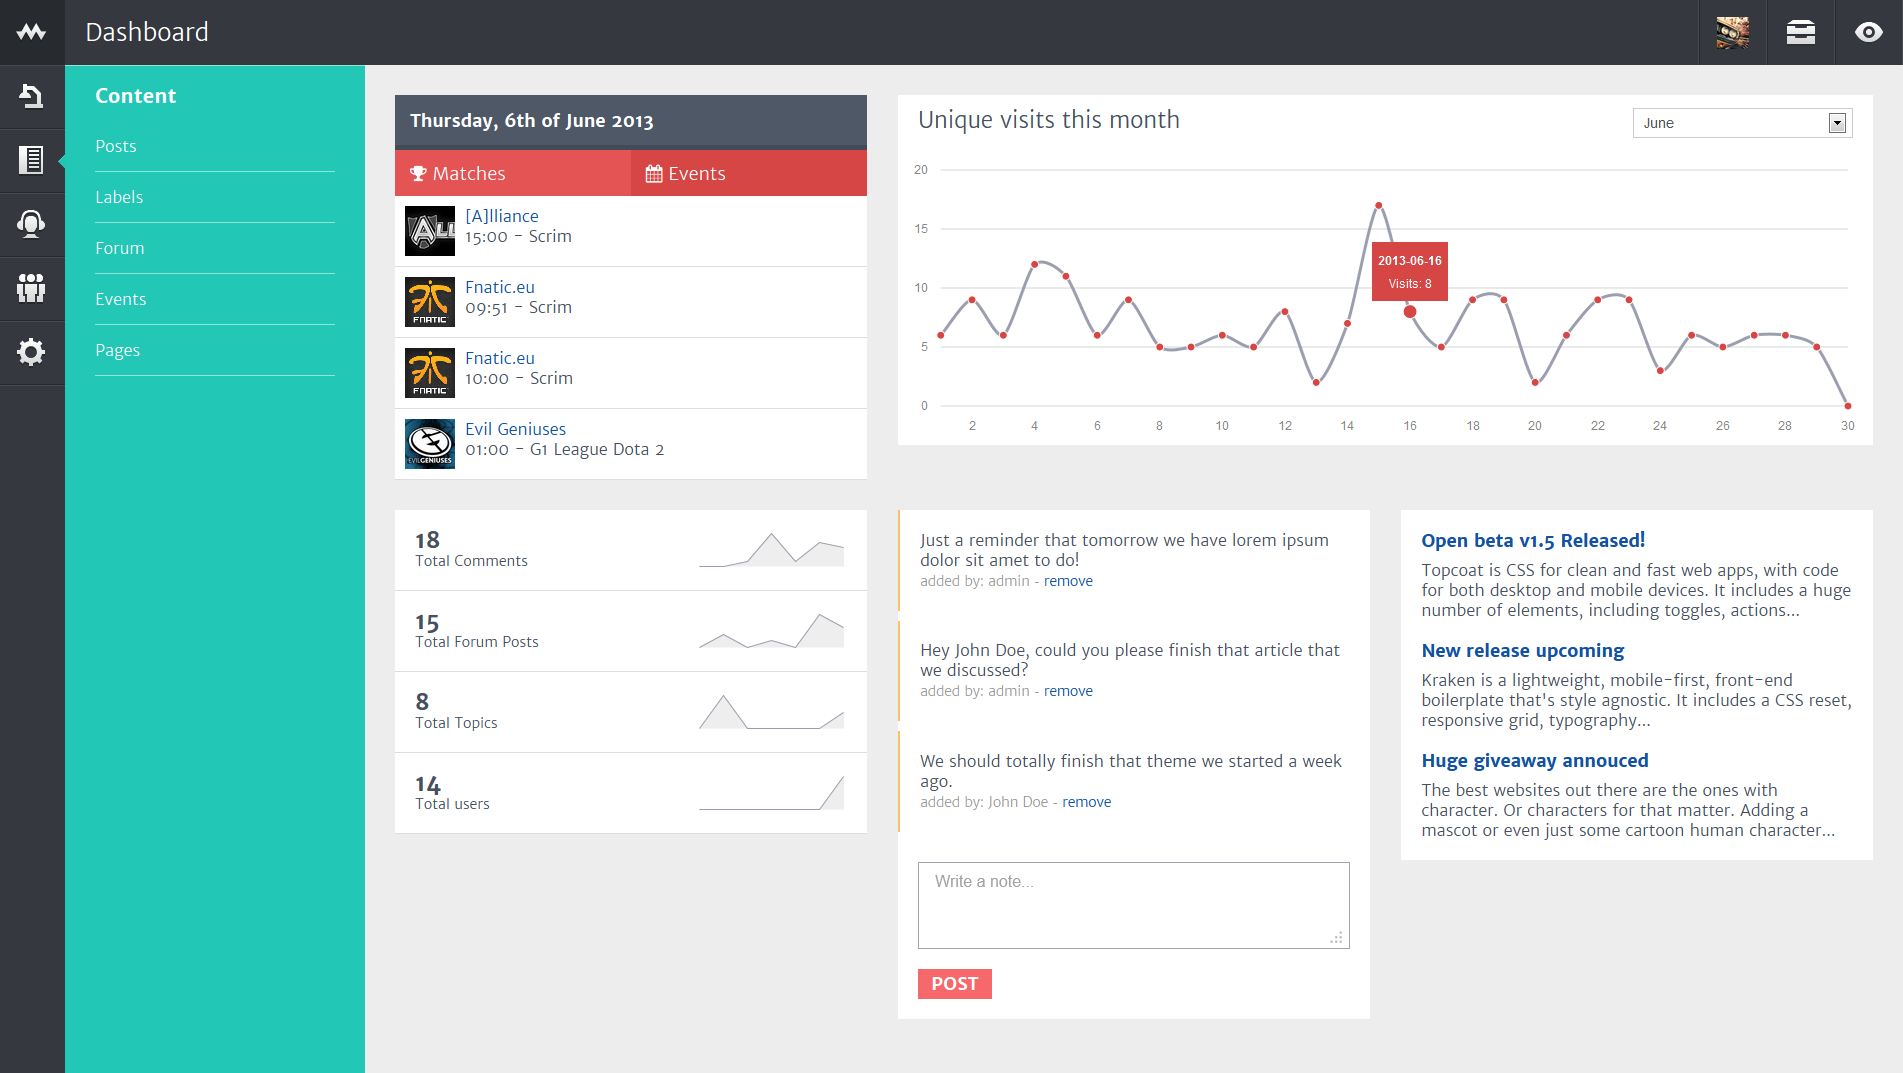 Dashboard
Content
Posts
Labels
Forum
Events
Pages
Thursday, 6th of June 2013
Matches
Events
[A]lliance
15:00 - Scrim
Fnatic.eu
09:51 - Scrim
FNATIC
Fnatic.eu
10:00 - Scrim
FNATIC
Evil Geniuses
01:00 - G1 League Dota 2
EVILGENIUSES
Unique visits this month
June
20
15
10
5
0
2013-06-16
Visits: 8
2 4 6 8 10 12 14 16 18 20 22 24 26 28 30
18
Total Comments
15
Total Forum Posts
8
Total Topics
14
Total users
Just a reminder that tomorrow we have lorem ipsum
dolor sit amet to do!
added by: admin - remove
Hey John Doe, could you please finish that article that
we discussed?
added by: admin - remove
We should totally finish that theme we started a week
ago.
added by: John Doe - remove
Write a note...
POST
Open beta v1.5 Released!
Topcoat is CSS for clean and fast web apps, with code
for both desktop and mobile devices. It includes a huge
number of elements, including toggles, actions...
New release upcoming
Kraken is a lightweight, mobile-first, front-end
boilerplate that's style agnostic. It includes a CSS reset,
responsive grid, typography...
Huge giveaway annouced
The best websites out there are the ones with
character. Or characters for that matter. Adding a
mascot or even just some cartoon human character...